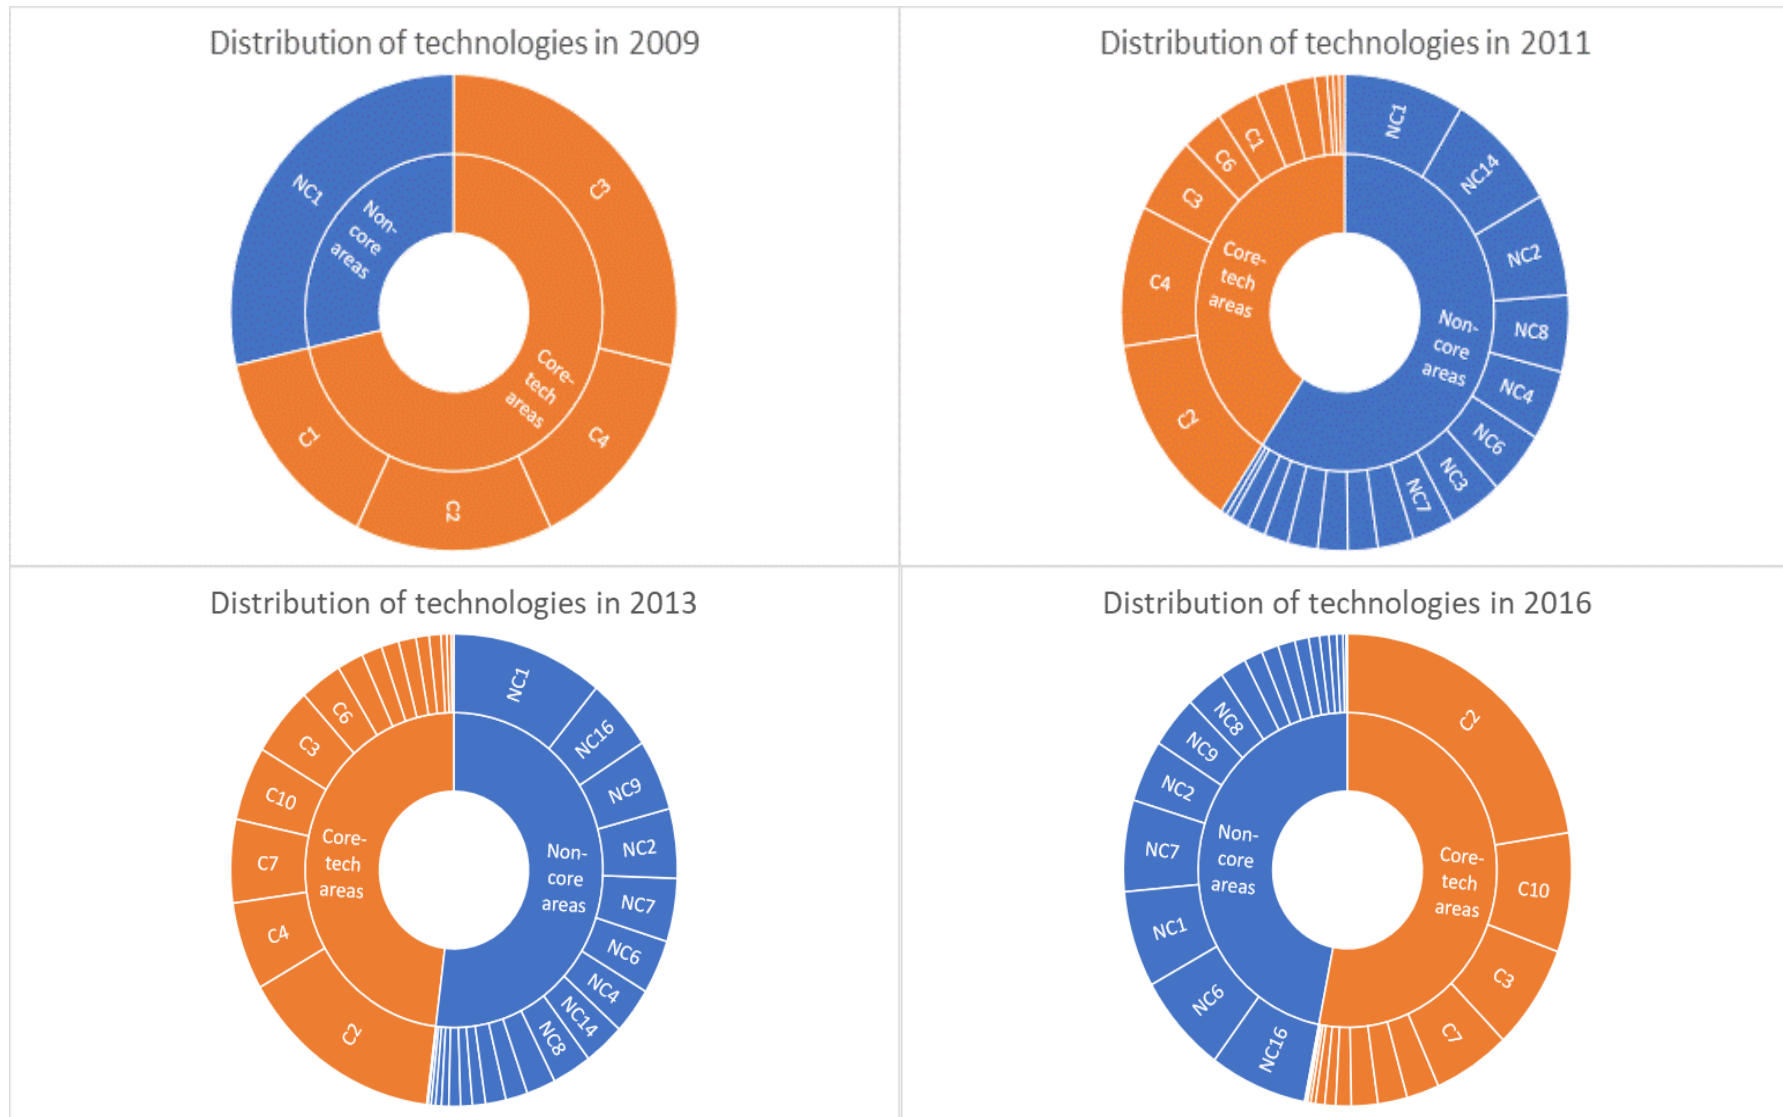 Distribution of technologies in 2009
C3
C4
C2
C1
NC1
Non-
core
areas
Core-
tech
areas
Distribution of technologies in 2011
NC1
NC14
NC2
NC8
NC4
NC6
NC3
NC7
C2
C4
C3
C6
C1
Core-
tech
areas
Non-
core
areas
Distribution of technologies in 2013
NC1
NC16
NC9
NC2
NC7
NC6
NC4
NC14
NC8
C2
C4
C7
C10
C3
C6
Core-
tech
areas
Non-
core
areas
Distribution of technologies in 2016
C2
C10
C3
C7
NC16
NC6
NC1
NC7
NC2
NC9
NC8
Non-
core
areas
Core-
tech
areas